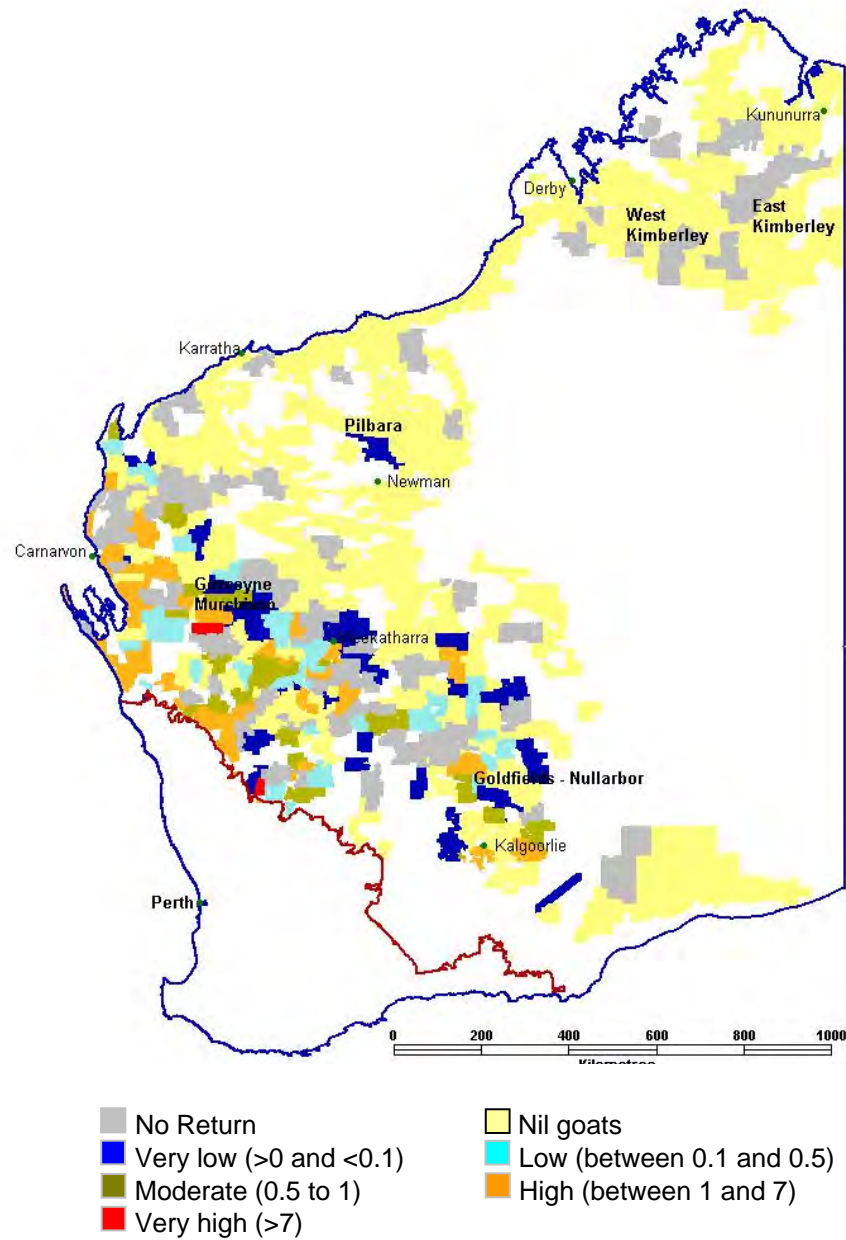 Kununurra
Derby
West
Kimberley
East
Kimberley
Karratha
Pilbara
Newman
Carnarvon
Gascoyne
Murchison
Meekatharra
Goldfields - Nullarbor
Kalgoorlie
Perth
0 200 400 600 800 1000
Kilometres
No Return
Nil goats
Very low (>0 and <0.1)
Low (between 0.1 and 0.5)
Moderate (0.5 to 1)
High (between 1 and 7)
Very high (>7)